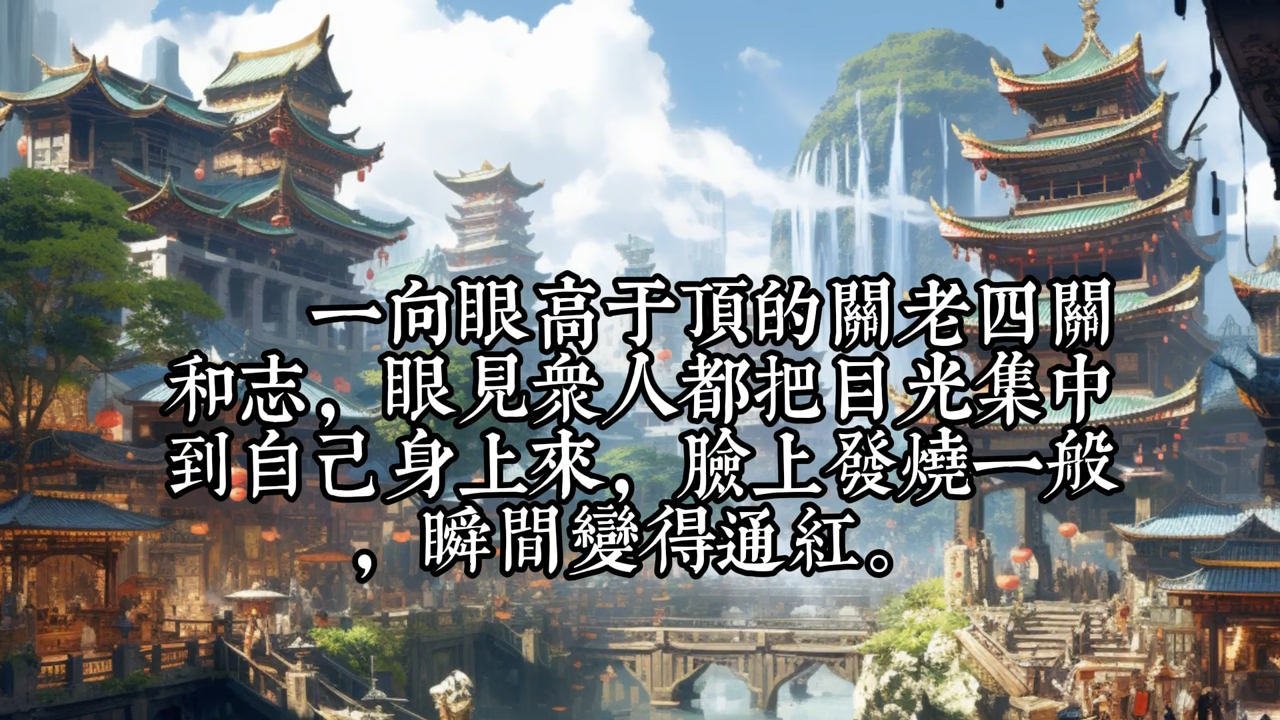 一向眼高于頂的關老四關
和志，眼見衆人都把目光集中
到自己身上來，臉上發燒一般
，瞬間變得通紅。